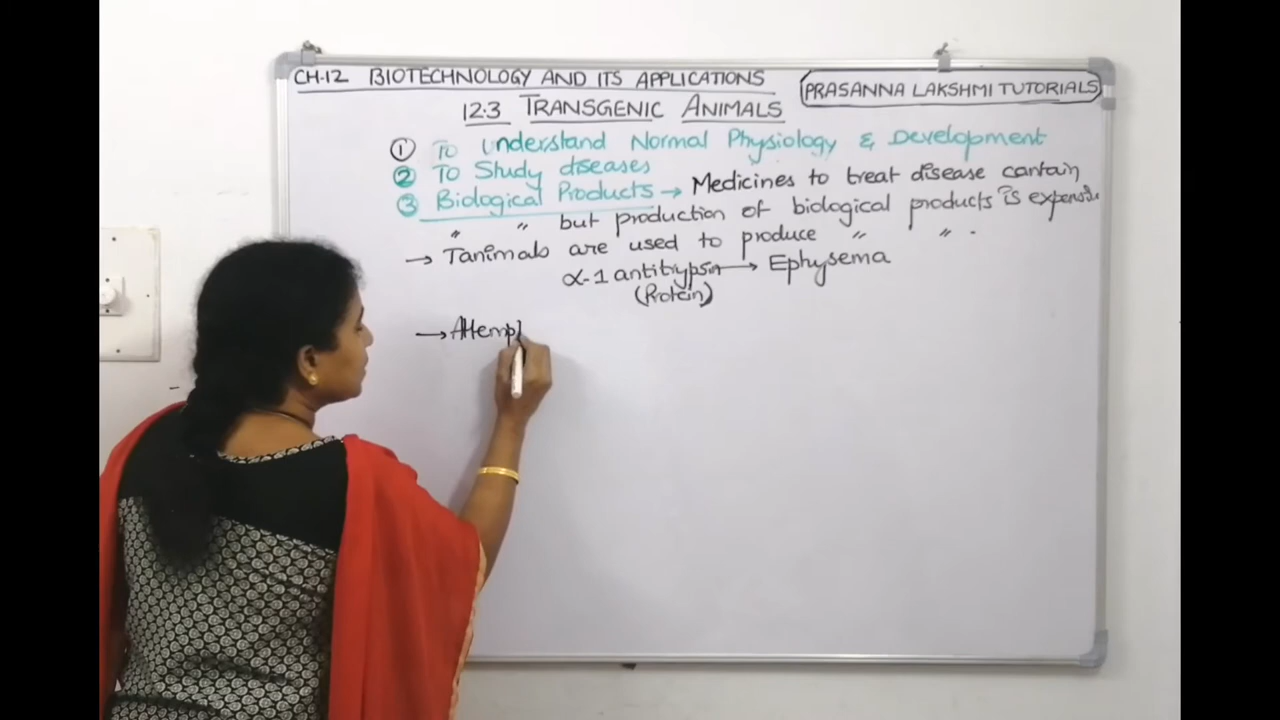 CH-12 BIOTECHNOLOGY AND ITS APPLICATIONS
PRASANNA LAKSHMI TUTORIALS
12.3 TRANSGENIC ANIMALS
① To Understand Normal Physiology & Development
② To Study diseases
③ Biological Products → Medicines to treat disease contain
〃 〃 but production of biological products is expensive
→ Tanimals are used to produce 〃 〃 .
α-1 antitrypsin → Ephysema
(Protein)
→ Attempt